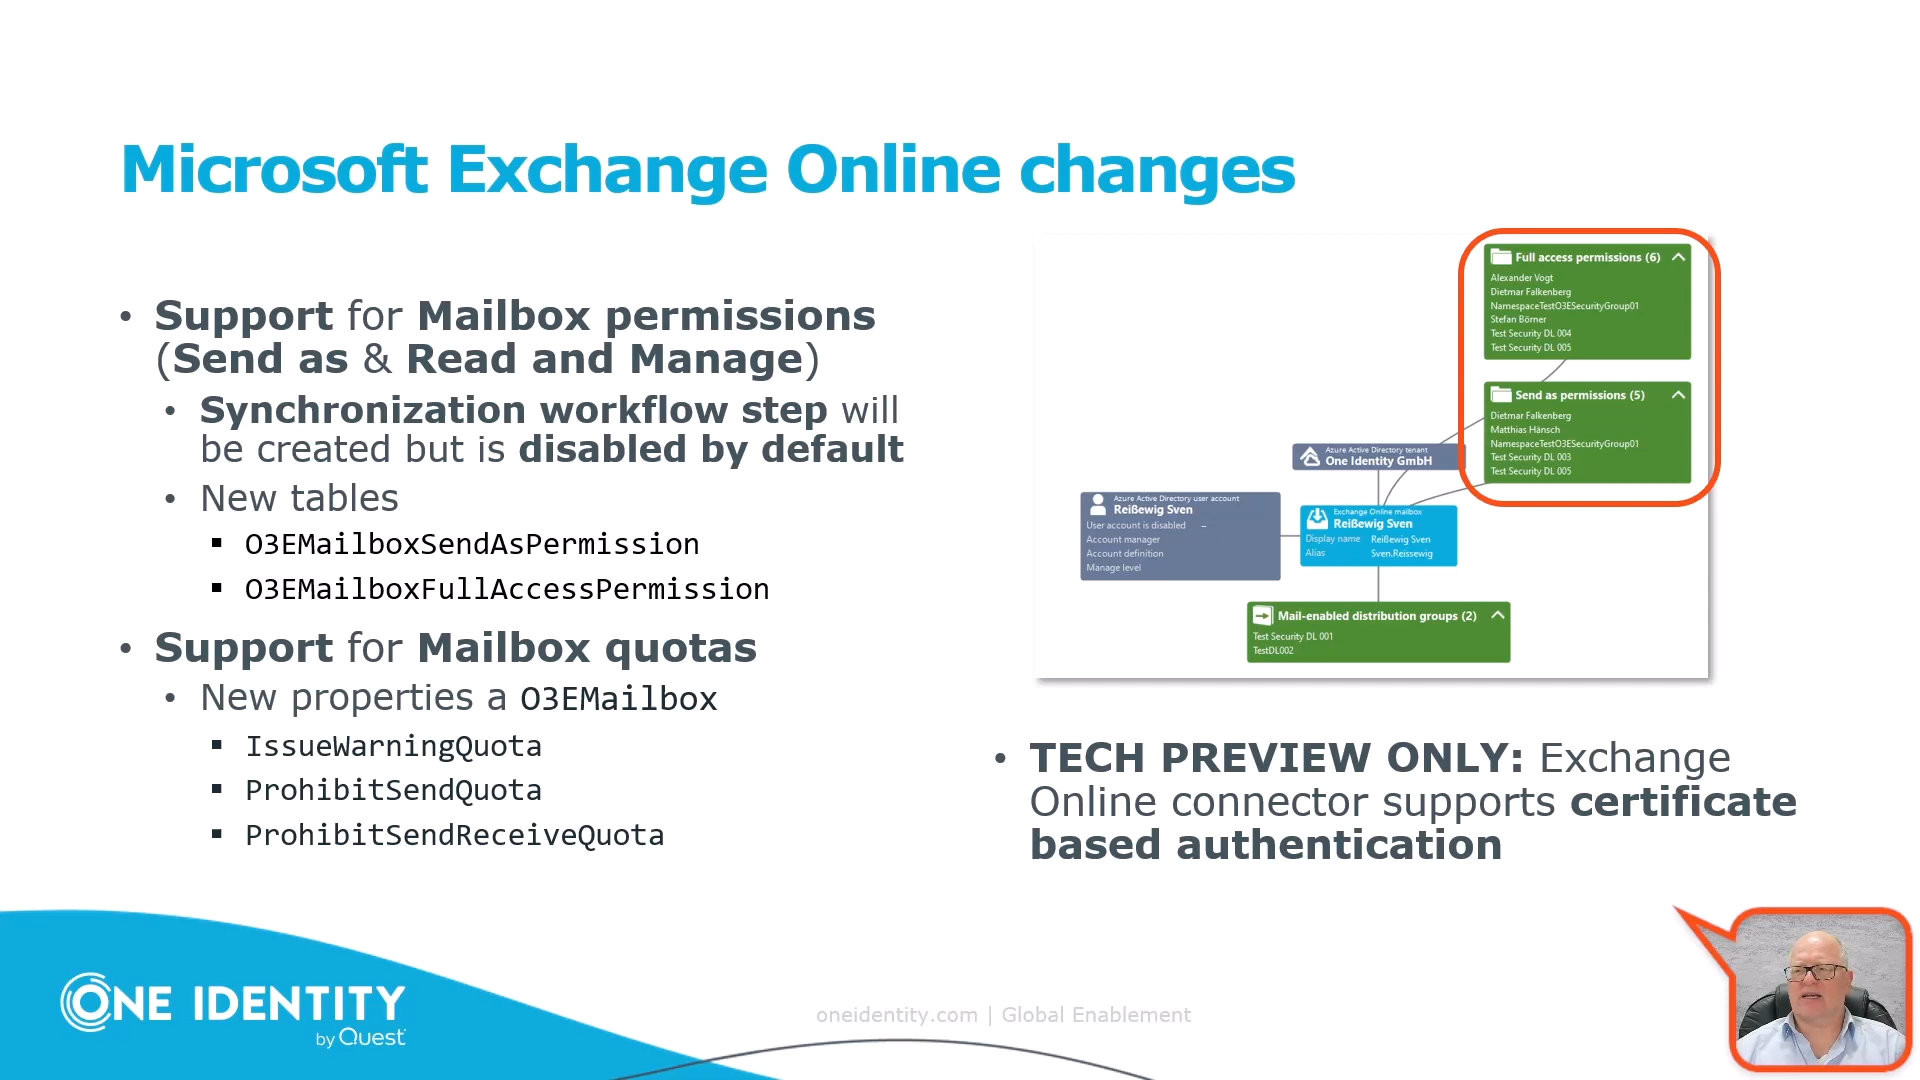 Microsoft Exchange Online changes
• Support for Mailbox permissions
(Send as & Read and Manage)
• Synchronization workflow step will
be created but is disabled by default
• New tables
▪ O3EMailboxSendAsPermission
▪ O3EMailboxFullAccessPermission
• Support for Mailbox quotas
• New properties a O3EMailbox
▪ IssueWarningQuota
▪ ProhibitSendQuota
▪ ProhibitSendReceiveQuota
Full access permissions (6)
Alexander Vogt
Dietmar Falkenberg
NamespaceTestO3ESecurityGroup01
Stefan Börner
Test Security DL 004
Test Security DL 005
Send as permissions (5)
Dietmar Falkenberg
Matthias Hänsch
NamespaceTestO3ESecurityGroup01
Test Security DL 003
Test Security DL 005
Azure Active Directory tenant
One Identity GmbH
Azure Active Directory user account
Reißewig Sven
User account is disabled –
Account manager
Account definition
Manage level
Exchange Online mailbox
Reißewig Sven
Display name Reißewig Sven
Alias Sven.Reissewig
Mail-enabled distribution groups (2)
Test Security DL 001
TestDL002
• TECH PREVIEW ONLY: Exchange
Online connector supports certificate
based authentication
ONE IDENTITY
by Quest
oneidentity.com | Global Enablement